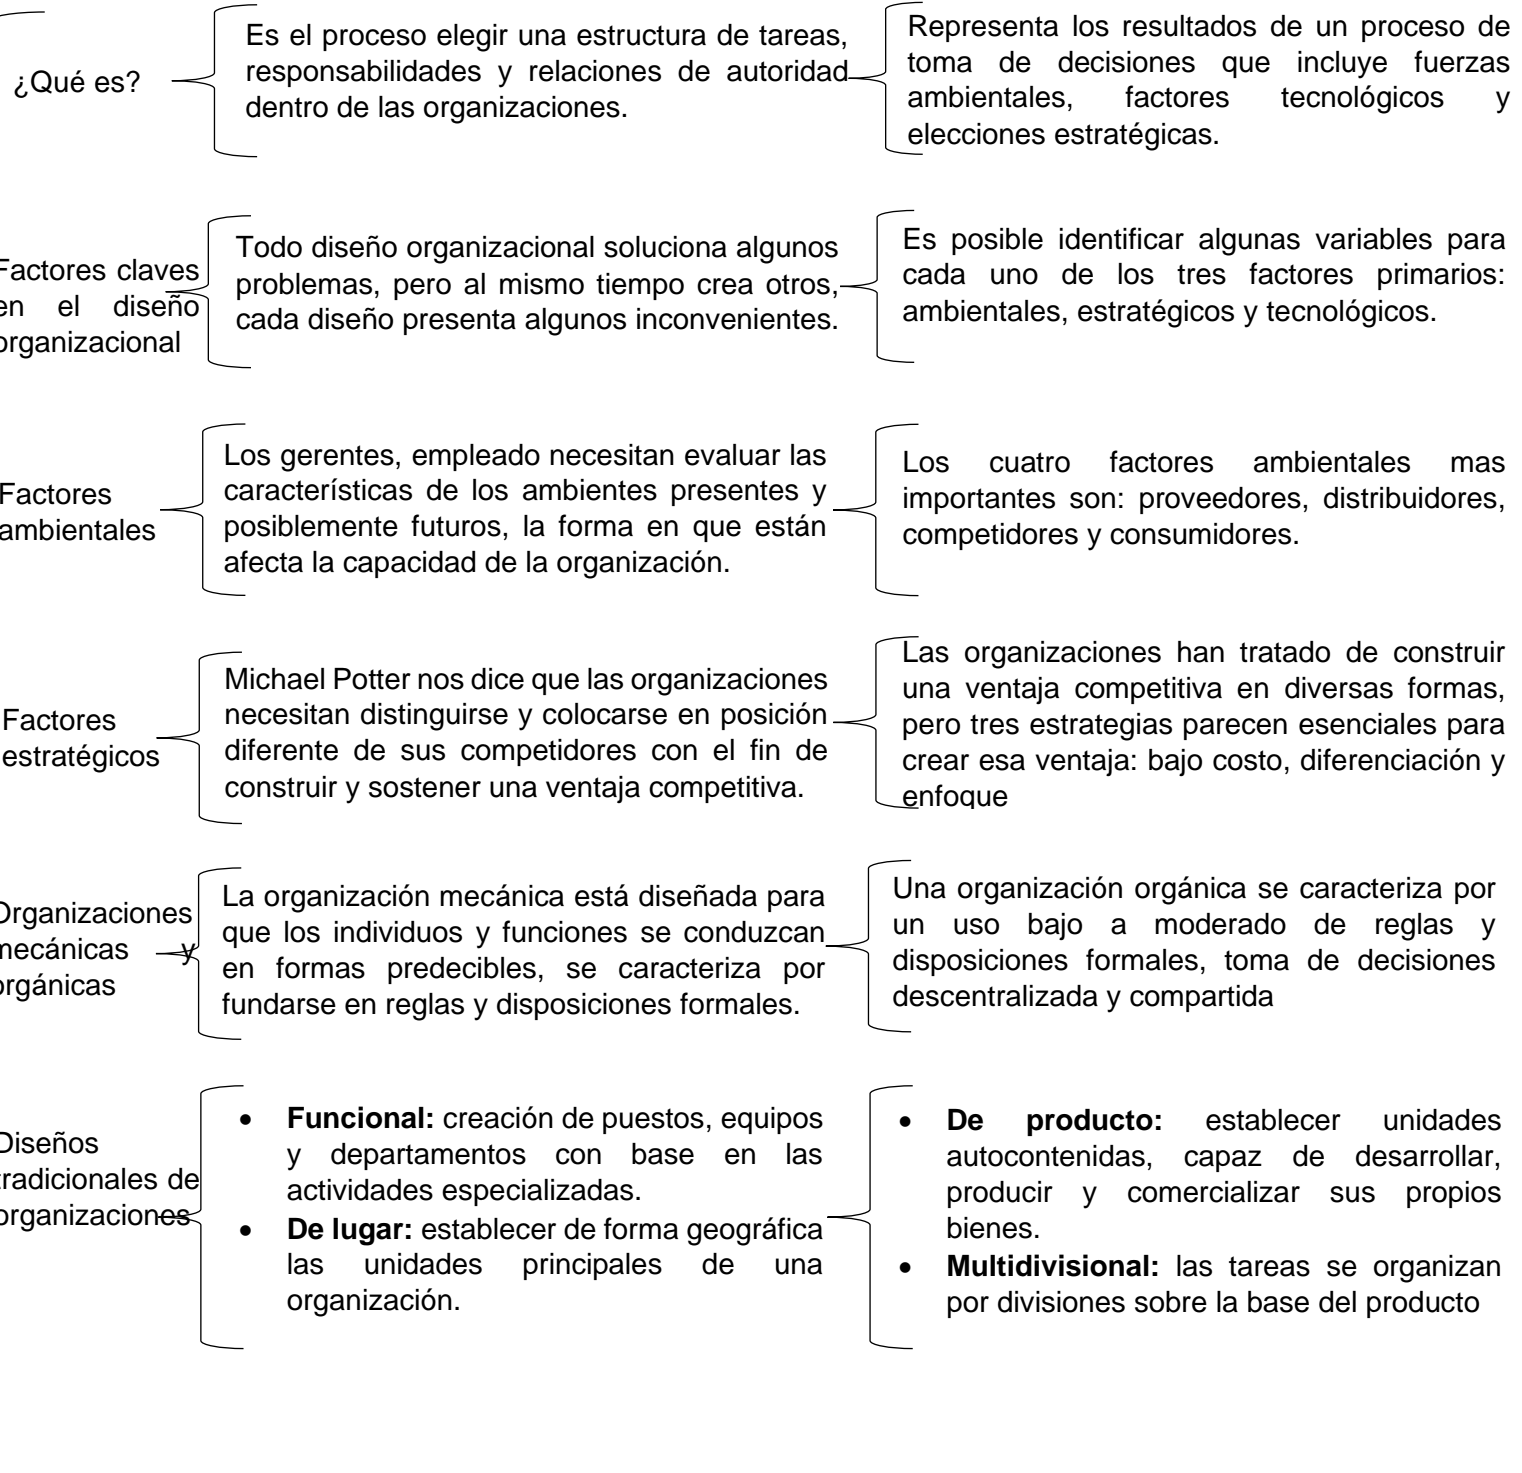 ¿Qué es?
Es el proceso elegir una estructura de tareas,
responsabilidades y relaciones de autoridad
dentro de las organizaciones.
Representa los resultados de un proceso de
toma de decisiones que incluye fuerzas
ambientales, factores tecnológicos y
elecciones estratégicas.
Factores claves
en el diseño
organizacional
Todo diseño organizacional soluciona algunos
problemas, pero al mismo tiempo crea otros,
cada diseño presenta algunos inconvenientes.
Es posible identificar algunas variables para
cada uno de los tres factores primarios:
ambientales, estratégicos y tecnológicos.
Factores
ambientales
Los gerentes, empleado necesitan evaluar las
características de los ambientes presentes y
posiblemente futuros, la forma en que están
afecta la capacidad de la organización.
Los cuatro factores ambientales mas
importantes son: proveedores, distribuidores,
competidores y consumidores.
Factores
estratégicos
Michael Potter nos dice que las organizaciones
necesitan distinguirse y colocarse en posición
diferente de sus competidores con el fin de
construir y sostener una ventaja competitiva.
Las organizaciones han tratado de construir
una ventaja competitiva en diversas formas,
pero tres estrategias parecen esenciales para
crear esa ventaja: bajo costo, diferenciación y
enfoque
Organizaciones
mecánicas y
orgánicas
La organización mecánica está diseñada para
que los individuos y funciones se conduzcan
en formas predecibles, se caracteriza por
fundarse en reglas y disposiciones formales.
Una organización orgánica se caracteriza por
un uso bajo a moderado de reglas y
disposiciones formales, toma de decisiones
descentralizada y compartida
Diseños
tradicionales de
organizaciones
• Funcional: creación de puestos, equipos
y departamentos con base en las
actividades especializadas.
• De lugar: establecer de forma geográfica
las unidades principales de una
organización.
• De producto: establecer unidades
autocontenidas, capaz de desarrollar,
producir y comercializar sus propios
bienes.
• Multidivisional: las tareas se organizan
por divisiones sobre la base del producto